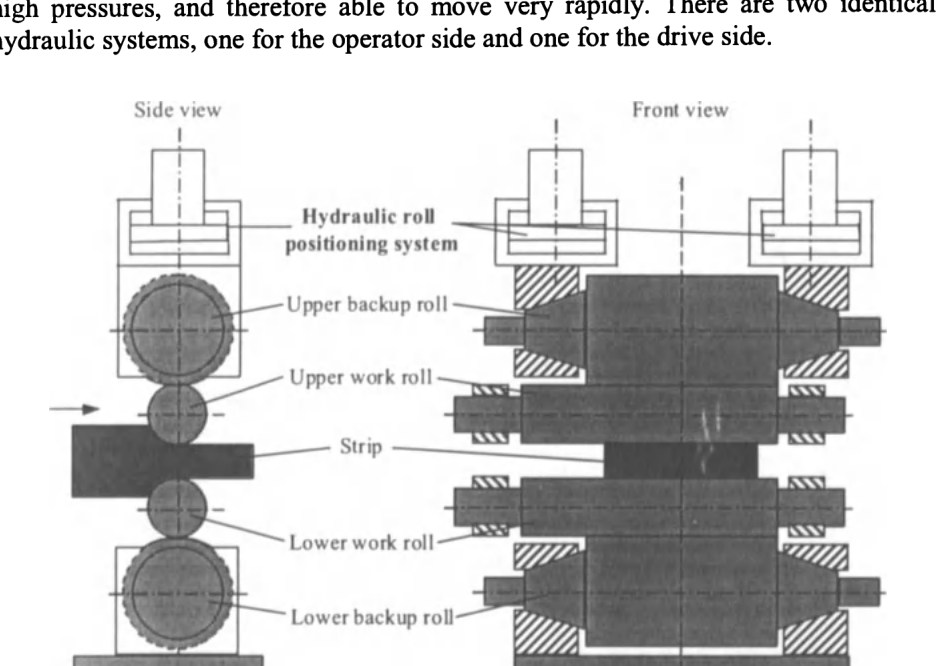 high pressures, and therefore able to move very rapidly. There are two identical
hydraulic systems, one for the operator side and one for the drive side.
Side view
Front view
Hydraulic roll
positioning system
Upper backup roll
Upper work roll
Strip
Lower work roll
Lower backup roll